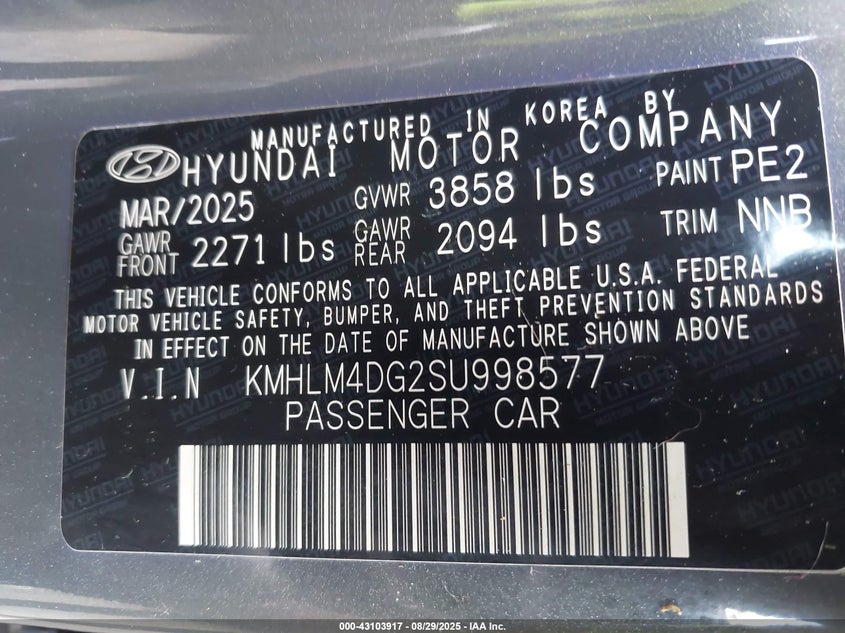 MANUFACTURED IN KOREA BY
HYUNDAI MOTOR COMPANY
MAR/2025 GVWR 3858 lbs PAINT PE2
GAWR FRONT 2271 lbs GAWR REAR 2094 lbs TRIM NNB
THIS VEHICLE CONFORMS TO ALL APPLICABLE U.S.A. FEDERAL
MOTOR VEHICLE SAFETY, BUMPER, AND THEFT PREVENTION STANDARDS
IN EFFECT ON THE DATE OF MANUFACTURE SHOWN ABOVE
V.I.N KMHLM4DG2SU998577
PASSENGER CAR
000-43103917 - 08/29/2025 - IAA Inc.